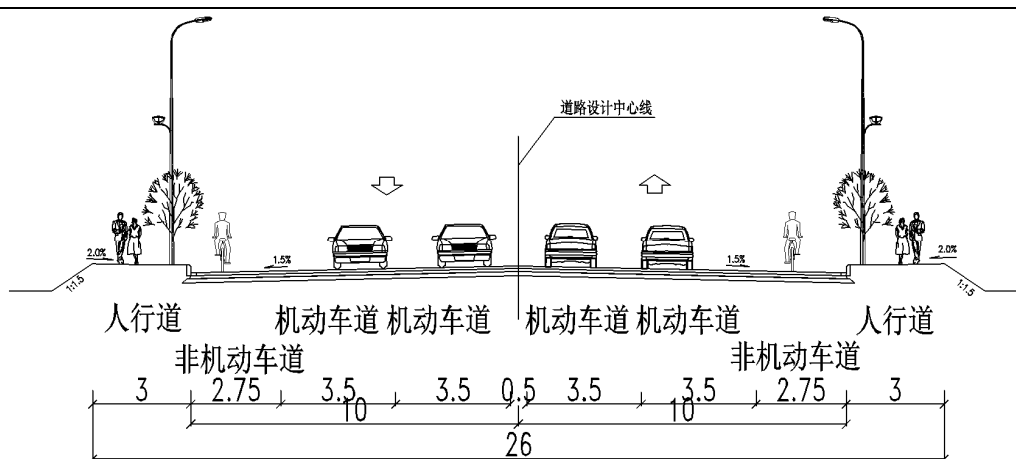 道路设计中心线
2.0% 1.5% 1.5% 2.0%
1:1.5 1:1.5
人行道 机动车道 机动车道 机动车道 机动车道 人行道
非机动车道 非机动车道
3 2.75 3.5 3.5 0.5 3.5 3.5 2.75 3
10 10
26